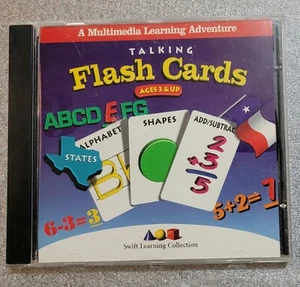 A Multimedia Learning Adventure
TALKING
Flash Cards
AGES 3 & UP
ABCDEFG
ALPHABET
SHAPES
ADD/SUBTRAC
STATES
B
2
+3
5
6-3=3
5+2=7
Swift Learning Collection